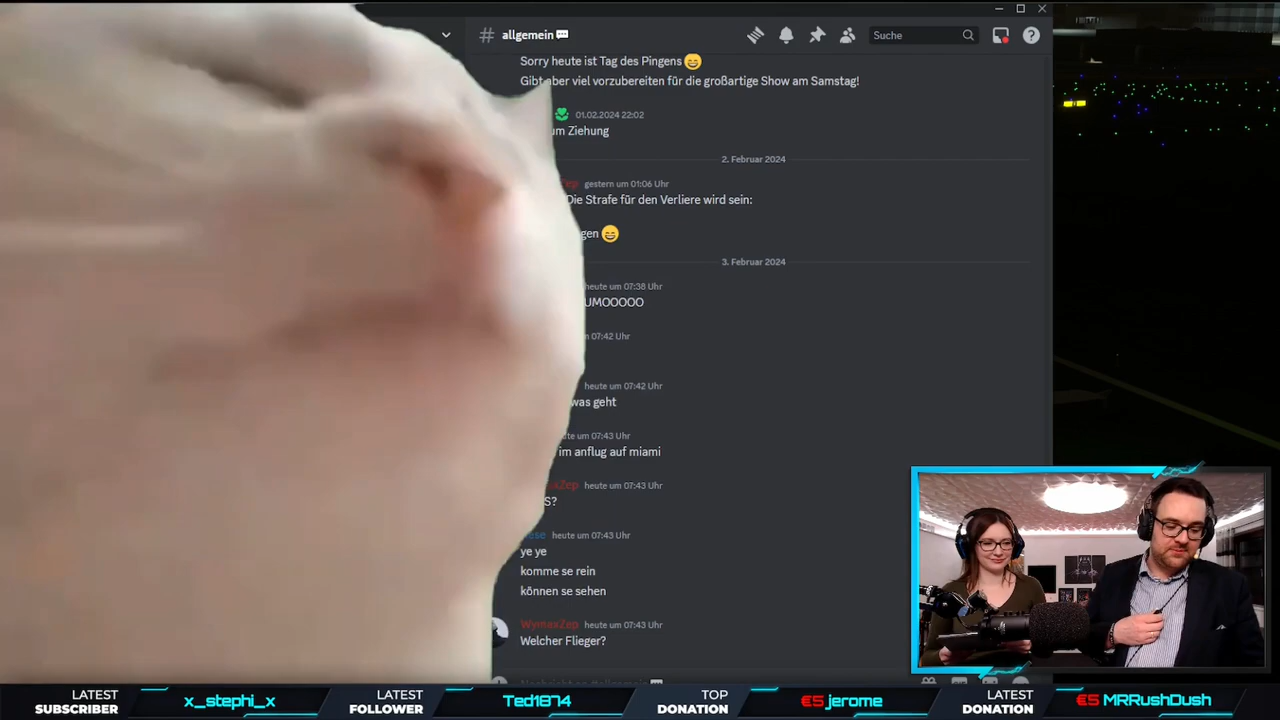 allgemein
Suche
Sorry heute ist Tag des Pingens
Gibt aber viel vorzubereiten für die großartige Show am Samstag!
01.02.2024 22:02
um Ziehung
2. Februar 2024
gestern um 01:06 Uhr
Die Strafe für den Verliere wird sein:
gen
3. Februar 2024
heute um 07:38 Uhr
UMOOOOO
heute um 07:42 Uhr
heute um 07:42 Uhr
was geht
heute um 07:43 Uhr
im anflug auf miami
heute um 07:43 Uhr
S?
heute um 07:43 Uhr
ye ye
komme se rein
können se sehen
WymaxZep heute um 07:43 Uhr
Welcher Flieger?
LATEST SUBSCRIBER
x_stephi_x
LATEST FOLLOWER
Ted1874
TOP DONATION
€5 jerome
LATEST DONATION
€5 MRRushDush